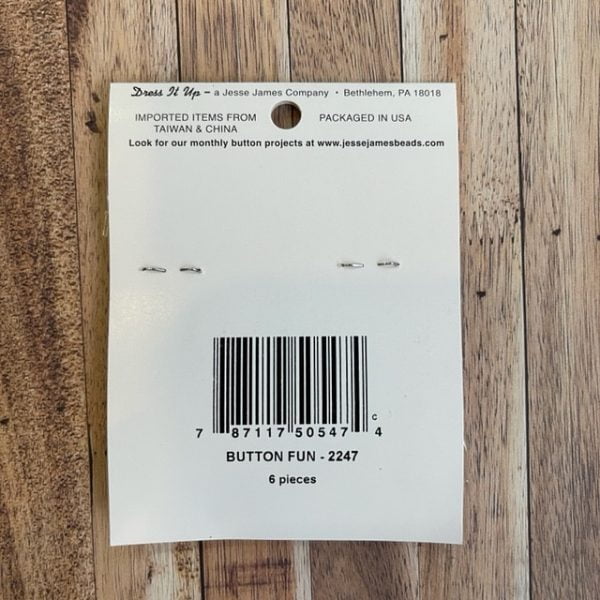 Dress It Up – a Jesse James Company • Bethlehem, PA 18018
IMPORTED ITEMS FROM TAIWAN & CHINA
PACKAGED IN USA
Look for our monthly button projects at www.jessejamesbeads.com
C
7 87117 50547 4
BUTTON FUN - 2247
6 pieces